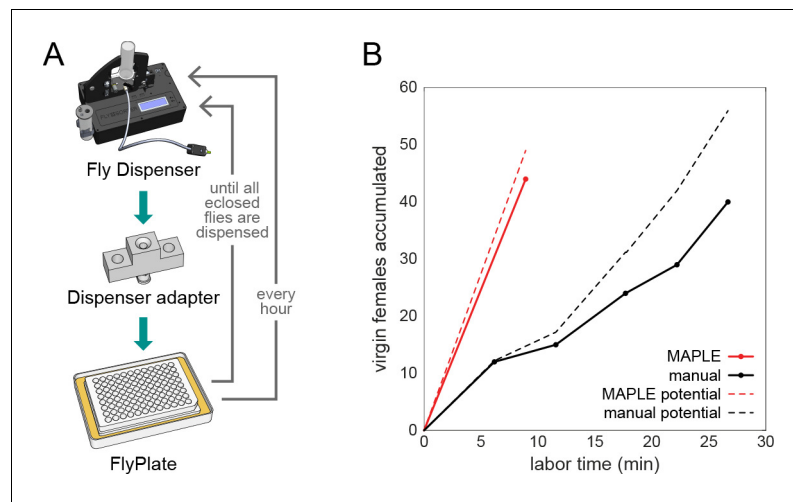 A
Fly Dispenser
until all
eclosed
flies are
dispensed
Dispenser adapter
every
hour
FlyPlate
B
virgin females accumulated
60
50
40
30
20
10
0
MAPLE
manual
MAPLE potential
manual potential
0
5
10
15
20
25
30
labor time (min)